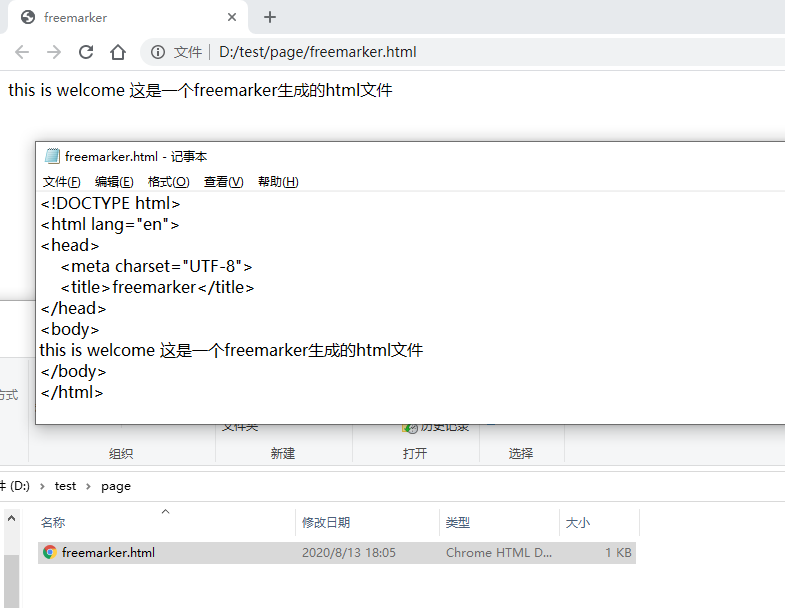 freemarker
文件 D:/test/page/freemarker.html
this is welcome 这是一个freemarker生成的html文件
freemarker.html - 记事本
文件(F) 编辑(E) 格式(O) 查看(V) 帮助(H)
<!DOCTYPE html>
<html lang="en">
<head>
<meta charset="UTF-8">
<title>freemarker</title>
</head>
<body>
this is welcome 这是一个freemarker生成的html文件
</body>
</html>
方式
文件夹 历史记录
组织 新建 打开 选择
件 (D:) › test › page
名称 修改日期 类型 大小
freemarker.html 2020/8/13 18:05 Chrome HTML D... 1 KB